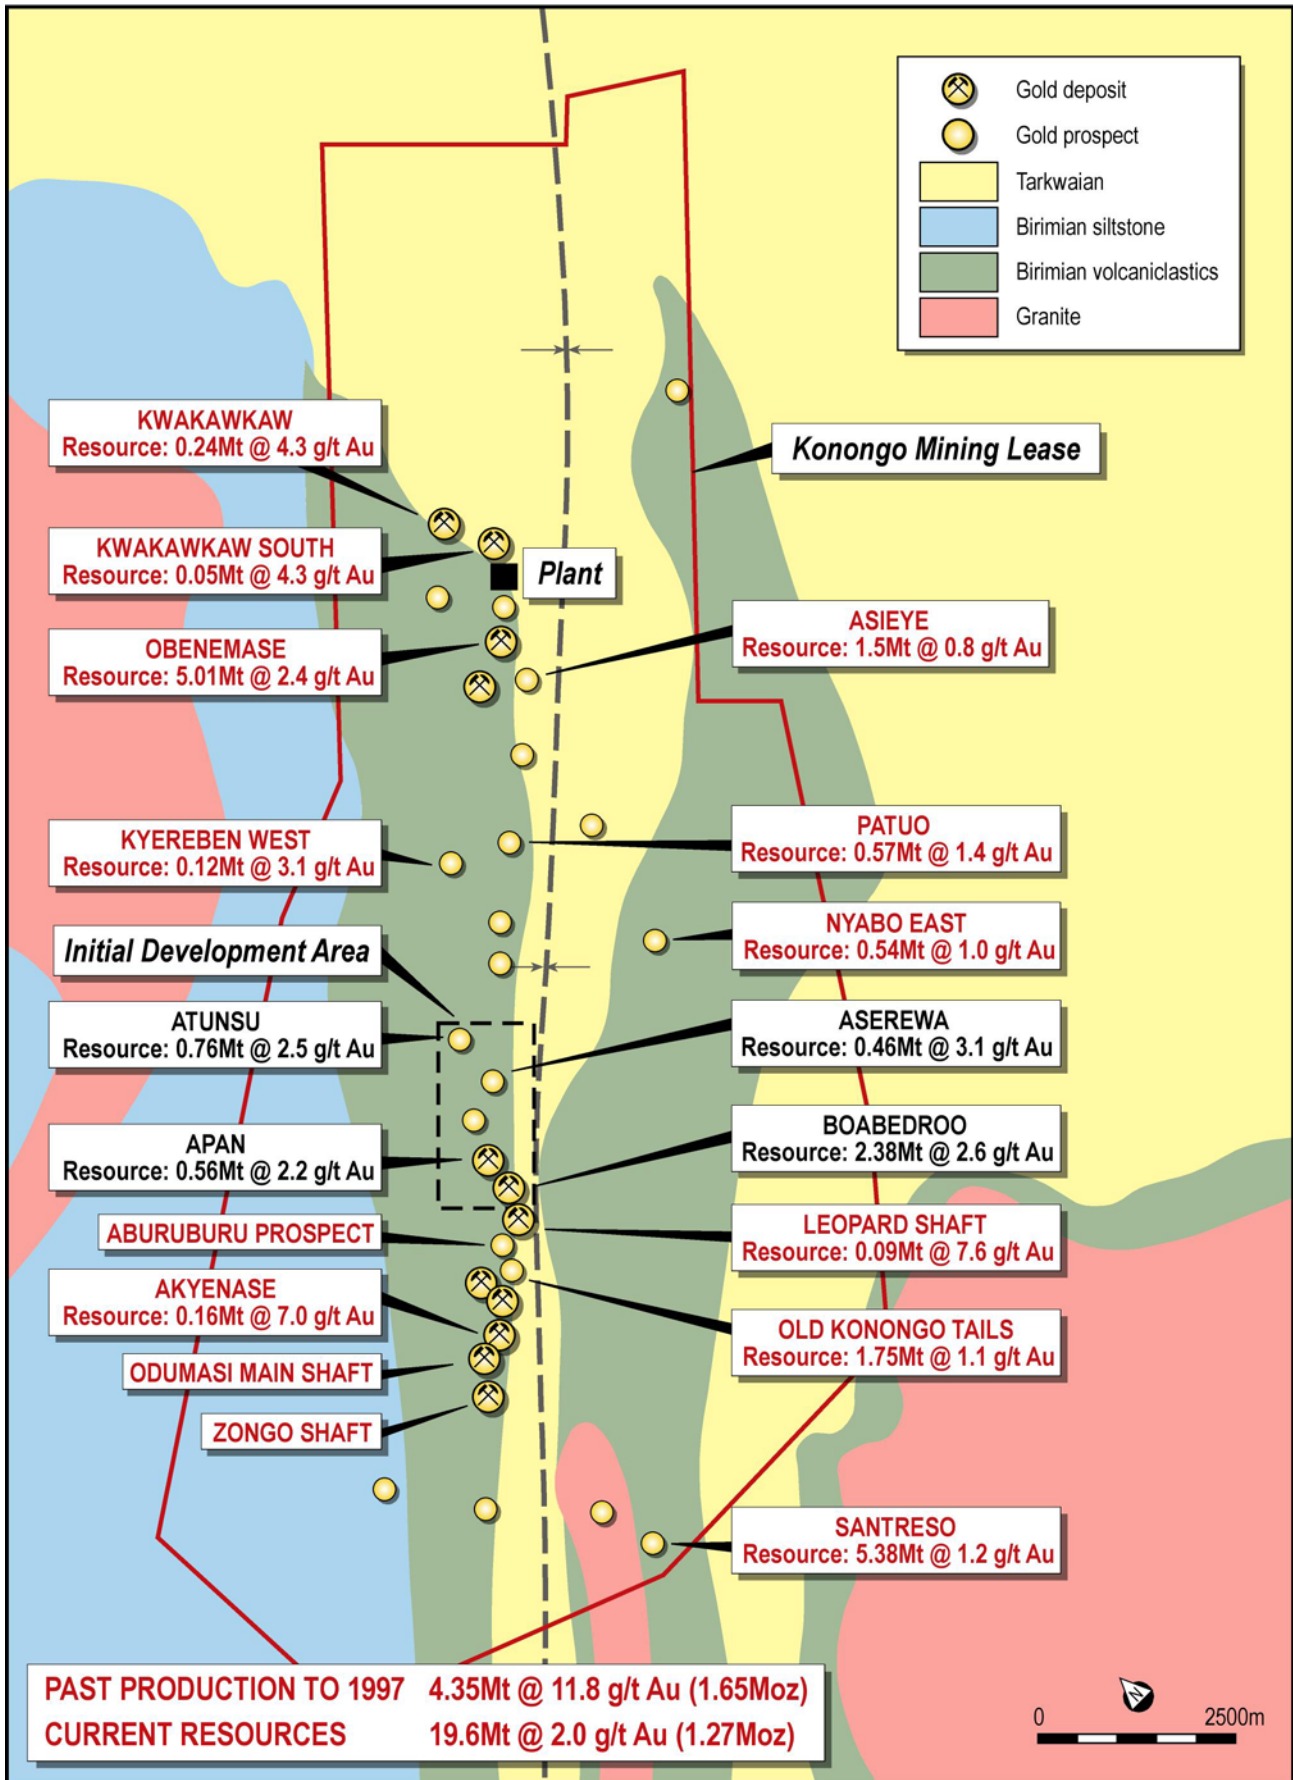 Gold deposit
Gold prospect
Tarkwaian
Birimian siltstone
Birimian volcaniclastics
Granite
KWAKAWKAW
Resource: 0.24Mt @ 4.3 g/t Au
Konongo Mining Lease
KWAKAWKAW SOUTH
Resource: 0.05Mt @ 4.3 g/t Au
Plant
OBENEMASE
Resource: 5.01Mt @ 2.4 g/t Au
ASIEYE
Resource: 1.5Mt @ 0.8 g/t Au
KYEREBEN WEST
Resource: 0.12Mt @ 3.1 g/t Au
PATUO
Resource: 0.57Mt @ 1.4 g/t Au
NYABO EAST
Resource: 0.54Mt @ 1.0 g/t Au
Initial Development Area
ATUNSU
Resource: 0.76Mt @ 2.5 g/t Au
ASEREWA
Resource: 0.46Mt @ 3.1 g/t Au
APAN
Resource: 0.56Mt @ 2.2 g/t Au
BOABEDROO
Resource: 2.38Mt @ 2.6 g/t Au
ABURUBURU PROSPECT
LEOPARD SHAFT
Resource: 0.09Mt @ 7.6 g/t Au
AKYENASE
Resource: 0.16Mt @ 7.0 g/t Au
OLD KONONGO TAILS
Resource: 1.75Mt @ 1.1 g/t Au
ODUMASI MAIN SHAFT
ZONGO SHAFT
SANTRESO
Resource: 5.38Mt @ 1.2 g/t Au
PAST PRODUCTION TO 1997 4.35Mt @ 11.8 g/t Au (1.65Moz)
CURRENT RESOURCES 19.6Mt @ 2.0 g/t Au (1.27Moz)
N
0 2500m